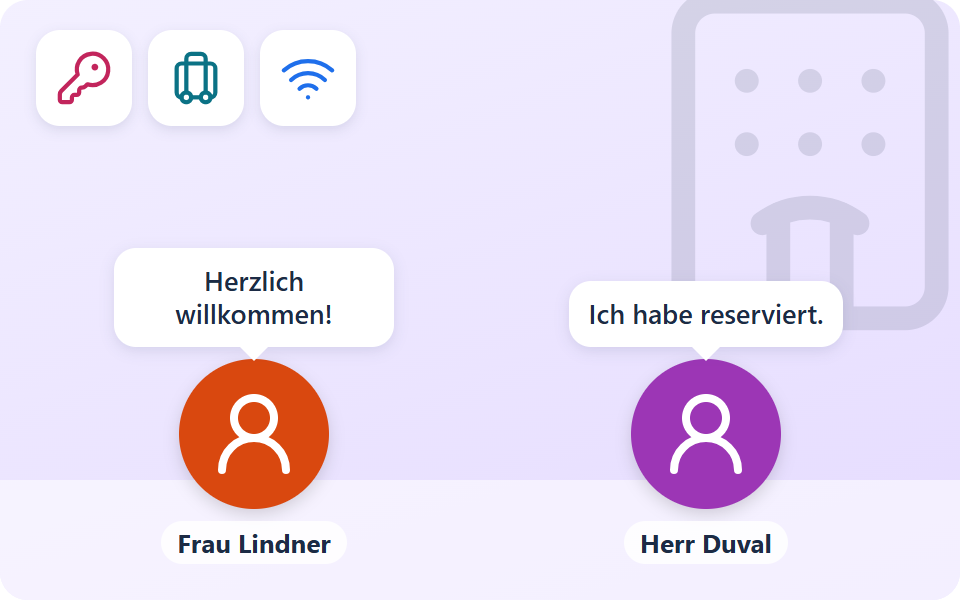 Herzlich
willkommen!
Ich habe reserviert.
Frau Lindner
Herr Duval